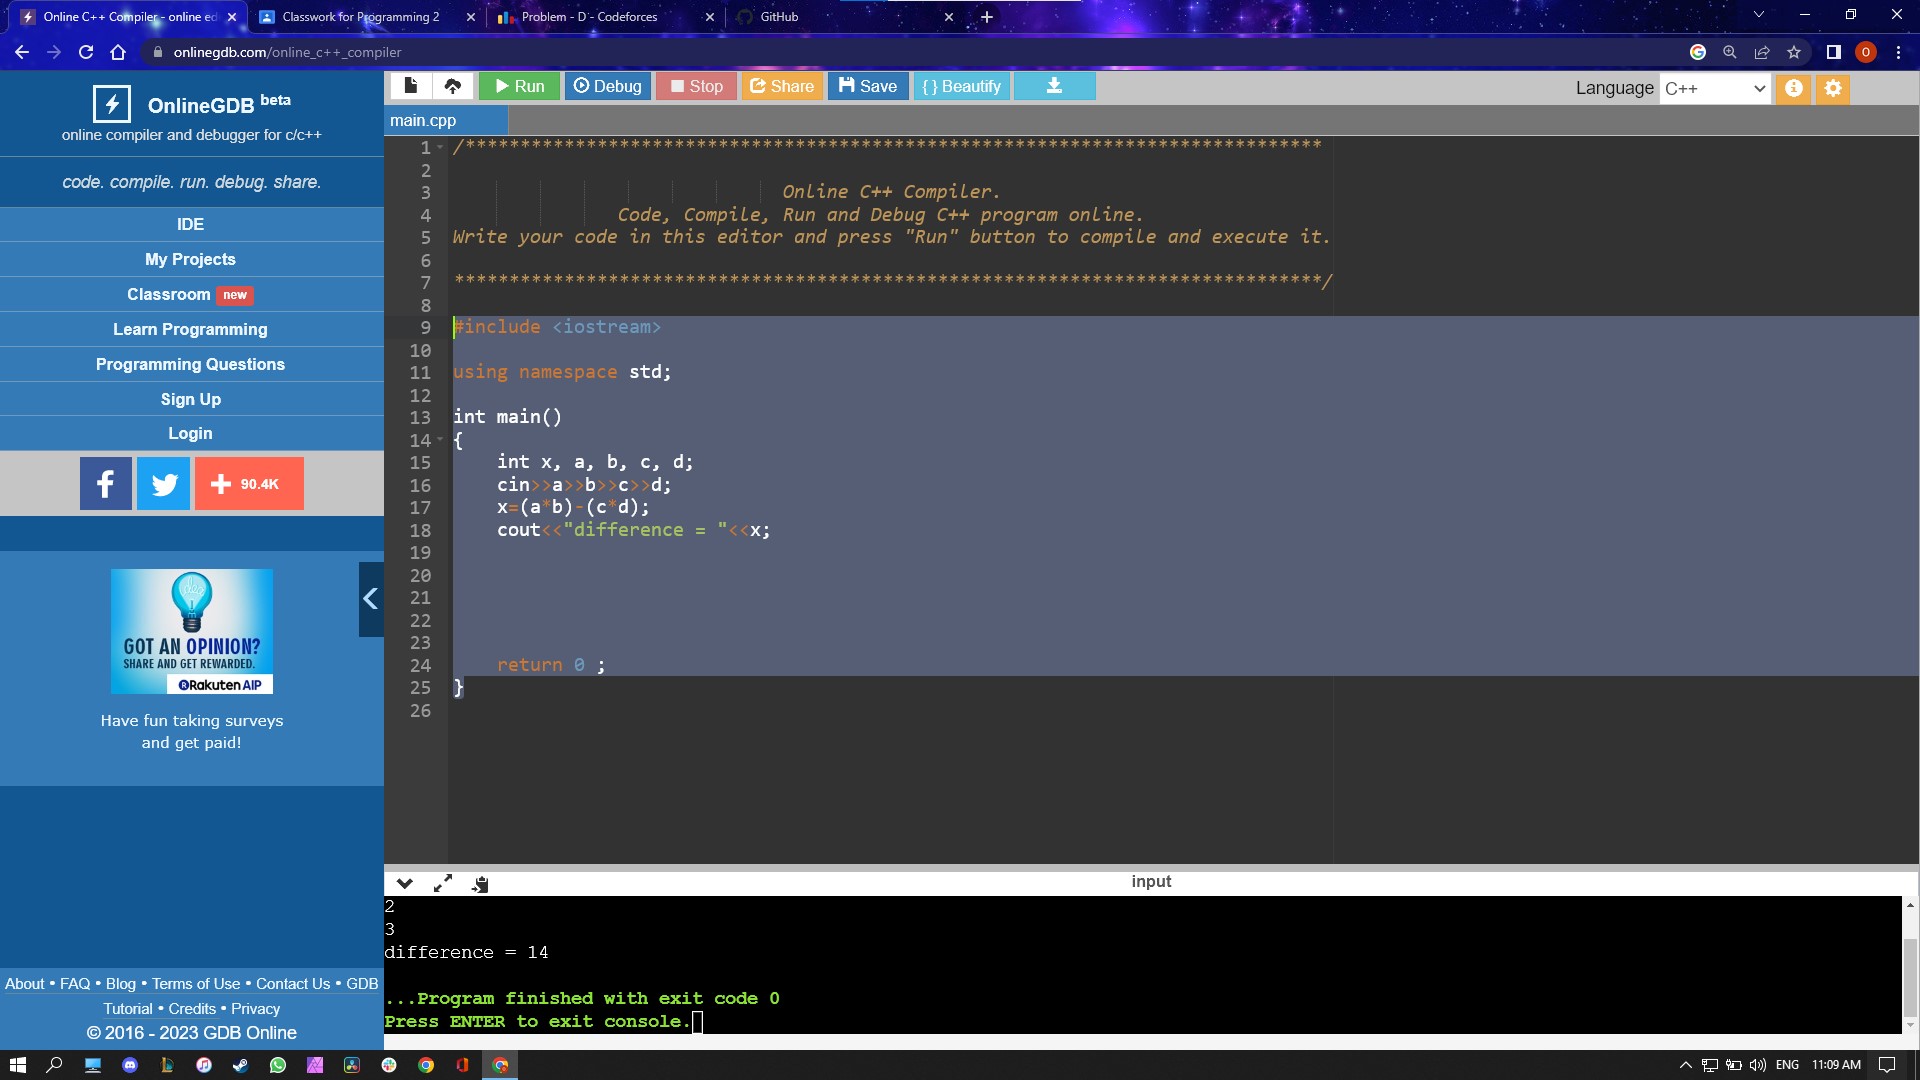 Online C++ Compiler - online ed
Classwork for Programming 2
Problem - D - Codeforces
GitHub
onlinegdb.com/online_c++_compiler
OnlineGDB beta
online compiler and debugger for c/c++
code. compile. run. debug. share.
IDE
My Projects
Classroom new
Learn Programming
Programming Questions
Sign Up
Login
90.4K
GOT AN OPINION?
SHARE AND GET REWARDED.
Rakuten AIP
Have fun taking surveys
and get paid!
About • FAQ • Blog • Terms of Use • Contact Us • GDB
Tutorial • Credits • Privacy
© 2016 - 2023 GDB Online
Run Debug Stop Share Save { } Beautify
Language C++
main.cpp
1 /******************************************************************************
2
3 Online C++ Compiler.
4 Code, Compile, Run and Debug C++ program online.
5 Write your code in this editor and press "Run" button to compile and execute it.
6
7 *******************************************************************************/
8
9 #include <iostream>
10
11 using namespace std;
12
13 int main()
14 {
15 int x, a, b, c, d;
16 cin>>a>>b>>c>>d;
17 x=(a*b)-(c*d);
18 cout<<"difference = "<<x;
19
20
21
22
23
24 return 0 ;
25 }
26
input
2
3
difference = 14
...Program finished with exit code 0
Press ENTER to exit console.
ENG 11:09 AM